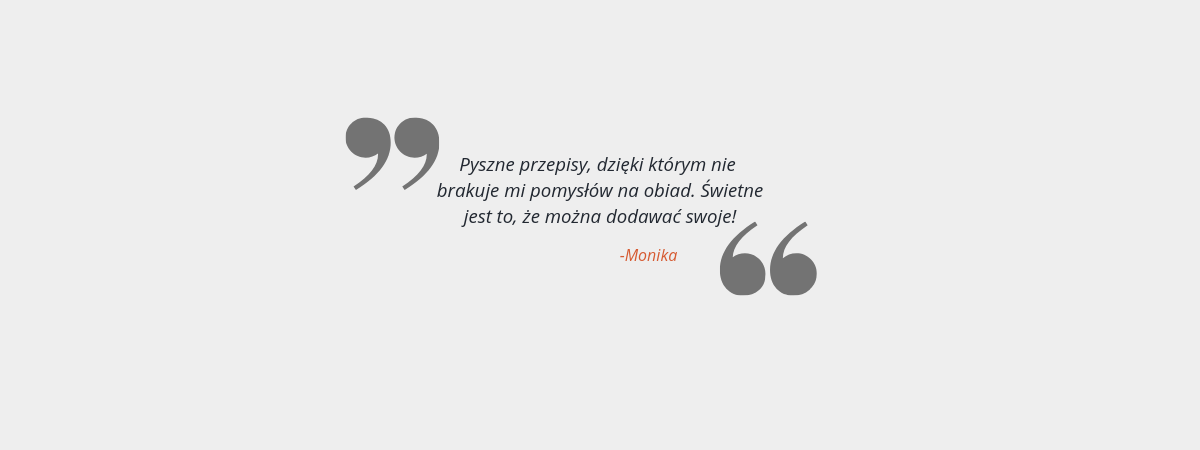 Pyszne przepisy, dzięki którym nie
brakuje mi pomysłów na obiad. Świetne
jest to, że można dodawać swoje!
-Monika